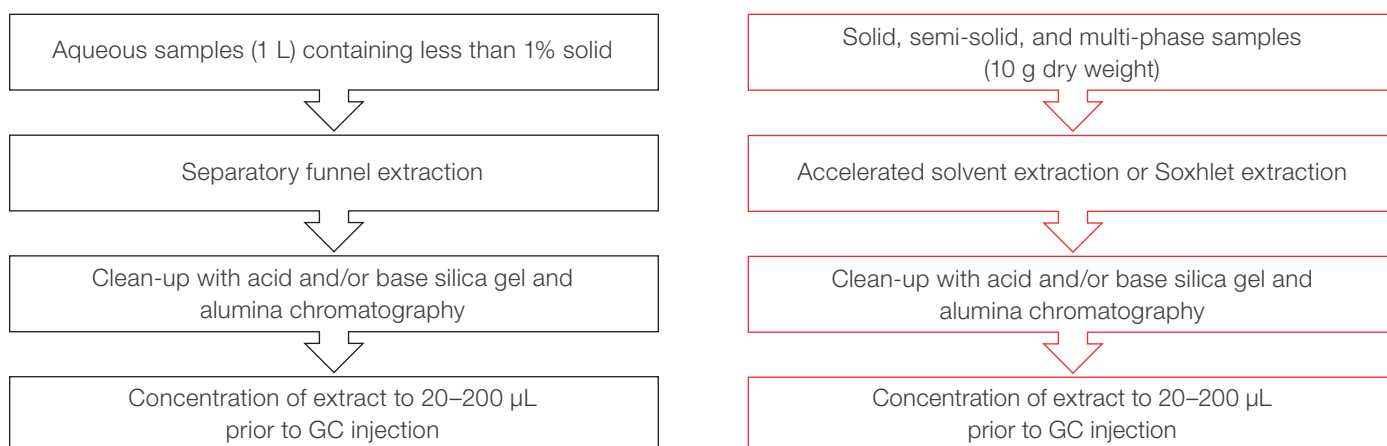 Aqueous samples (1 L) containing less than 1% solid
Separatory funnel extraction
Clean-up with acid and/or base silica gel and
alumina chromatography
Concentration of extract to 20–200 µL
prior to GC injection
Solid, semi-solid, and multi-phase samples
(10 g dry weight)
Accelerated solvent extraction or Soxhlet extraction
Clean-up with acid and/or base silica gel and
alumina chromatography
Concentration of extract to 20–200 µL
prior to GC injection